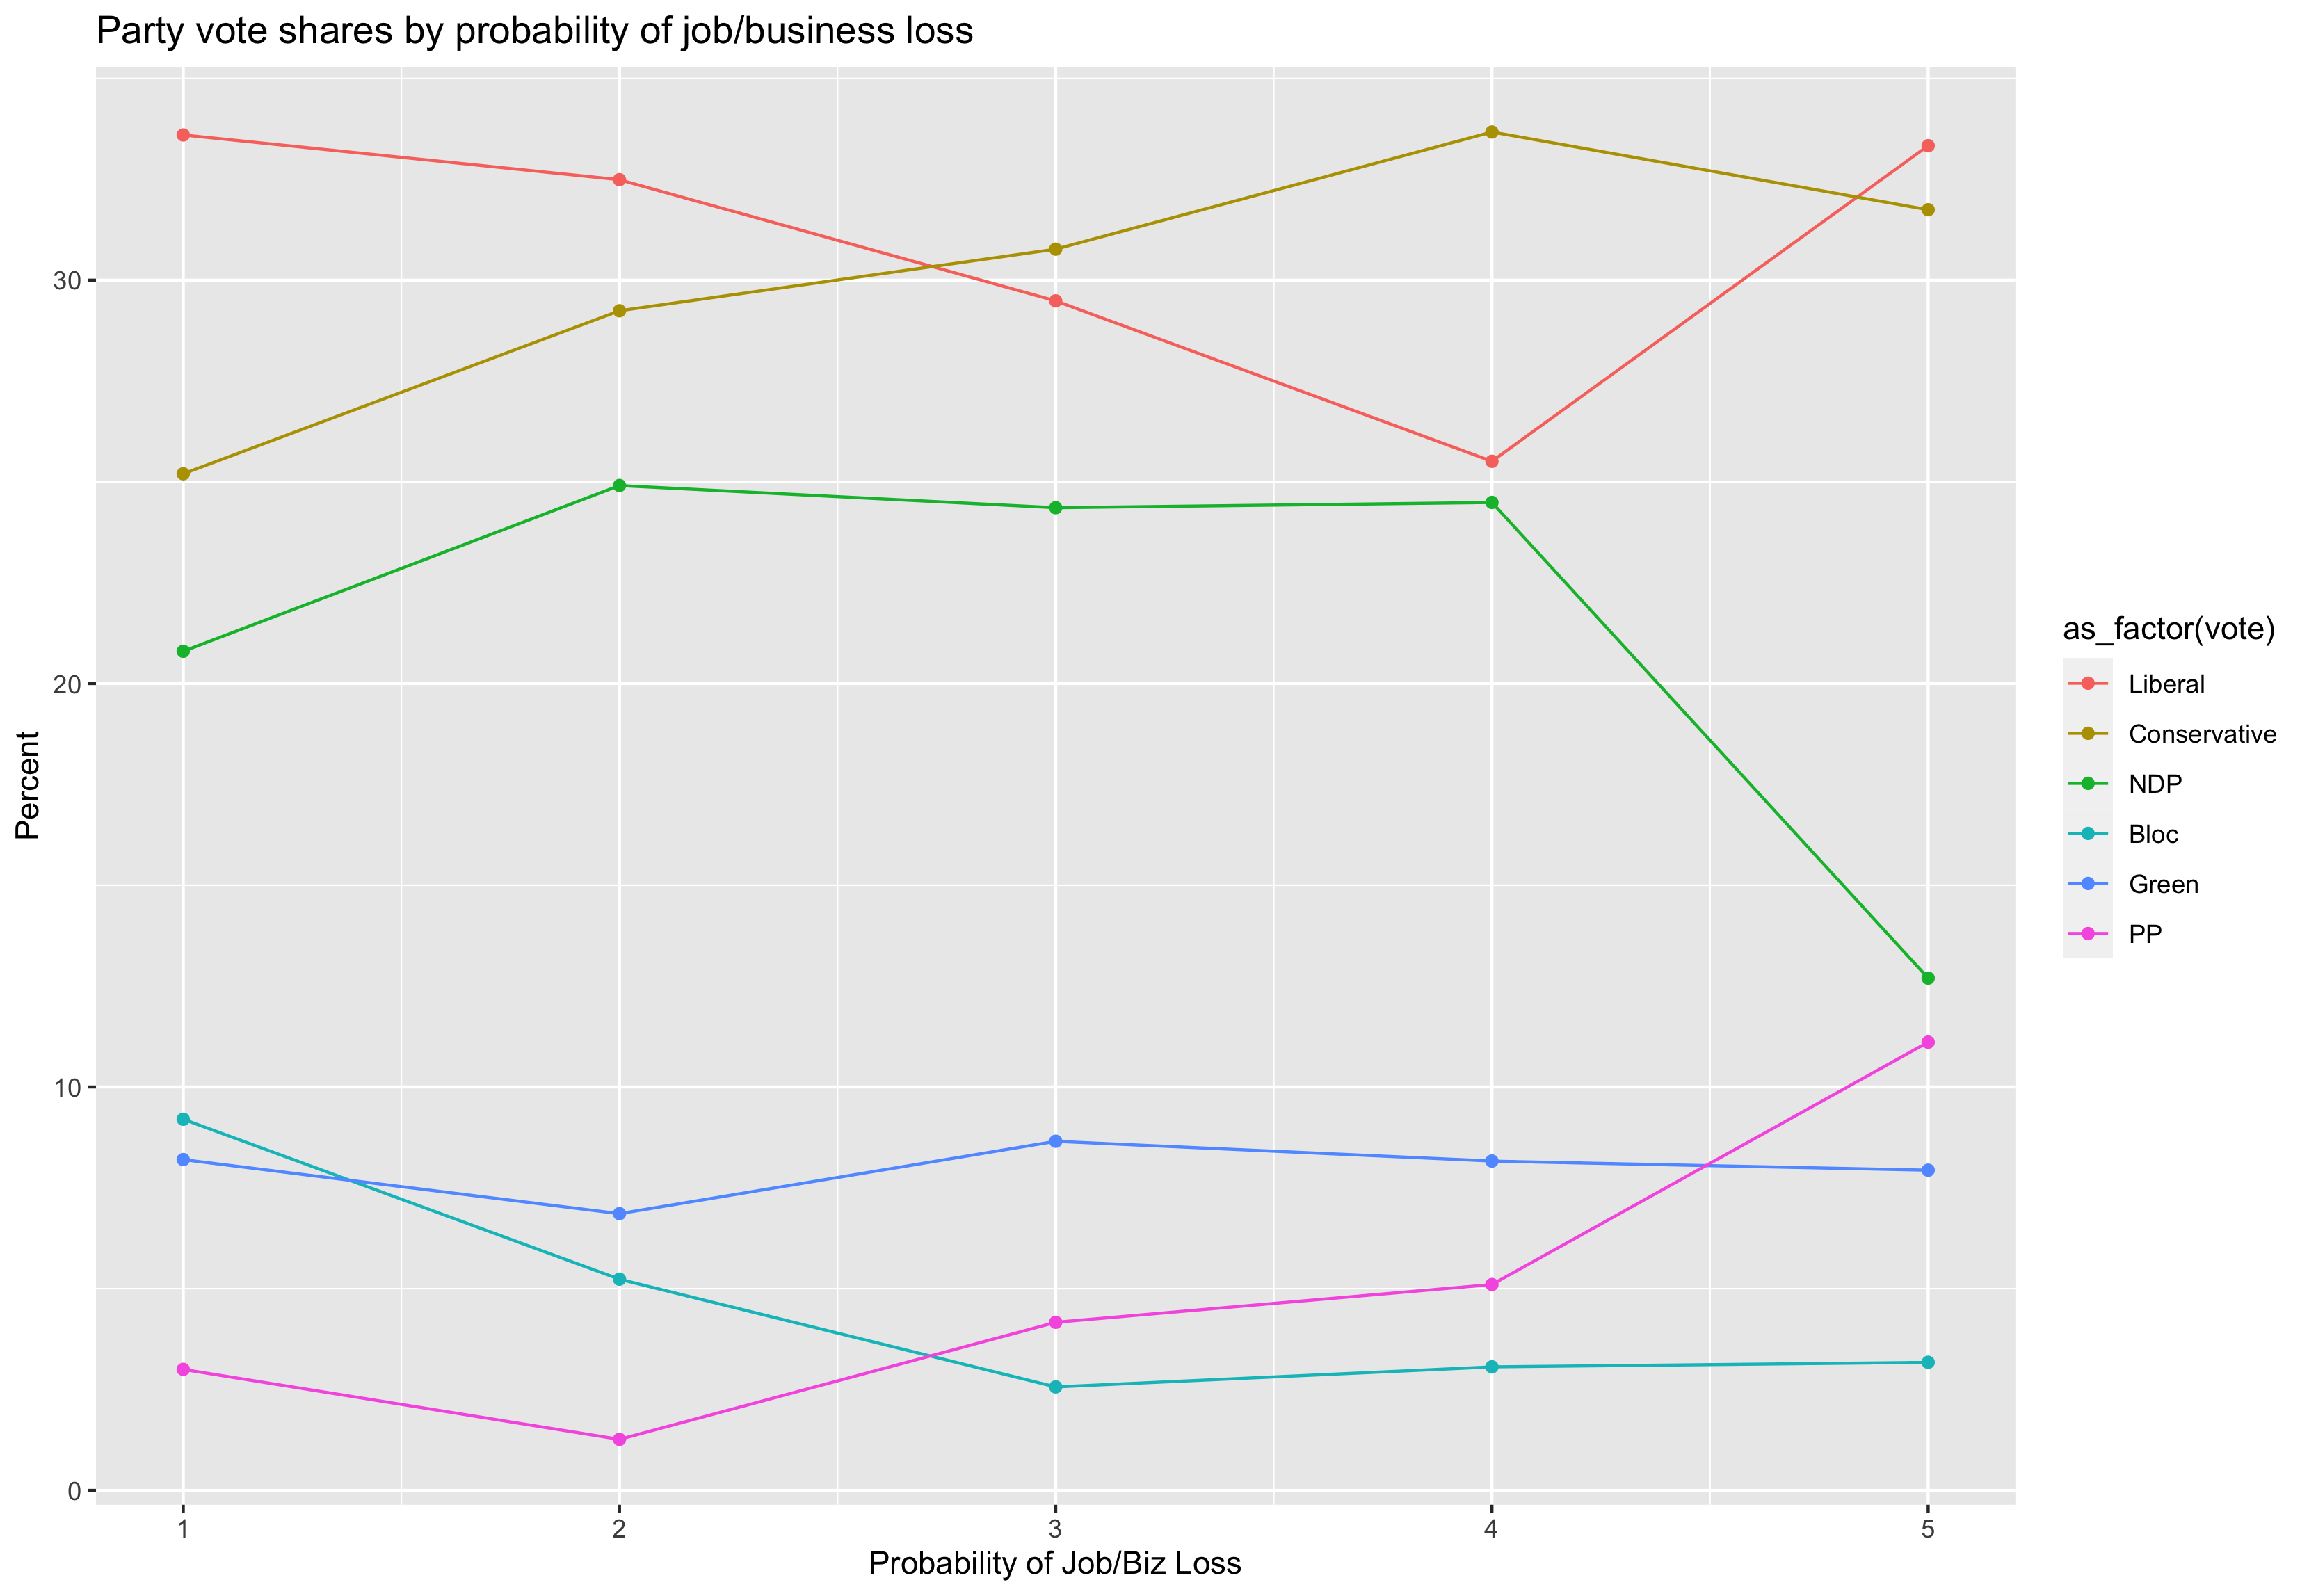 Party vote shares by probability of job/business loss
Percent
30
20
10
0
1
2
3
4
5
Probability of Job/Biz Loss
as_factor(vote)
Liberal
Conservative
NDP
Bloc
Green
PP